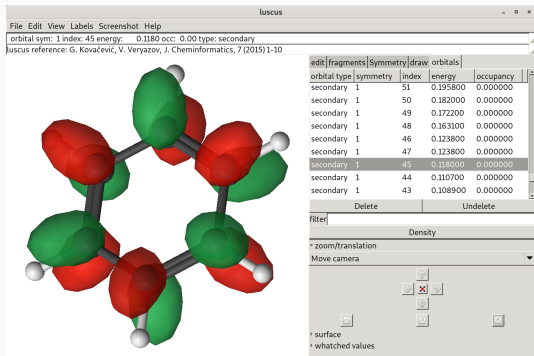 luscus
File Edit View Labels Screenshot Help
orbital sym: 1 index: 45 energy: 0.1180 occ: 0.00 type: secondary
luscus reference: G. Kovačević, V. Veryazov, J. Cheminformatics, 7 (2015) 1-10
edit fragments Symmetry draw orbitals
orbital type symmetry index energy occupancy
secondary 1 51 0.195800 0.000000
secondary 1 50 0.182000 0.000000
secondary 1 49 0.172200 0.000000
secondary 1 48 0.163100 0.000000
secondary 1 46 0.123800 0.000000
secondary 1 47 0.123800 0.000000
secondary 1 45 0.118000 0.000000
secondary 1 44 0.110700 0.000000
secondary 1 43 0.108900 0.000000
Delete Undelete
filter
Density
zoom/translation
Move camera
surface
whatched values